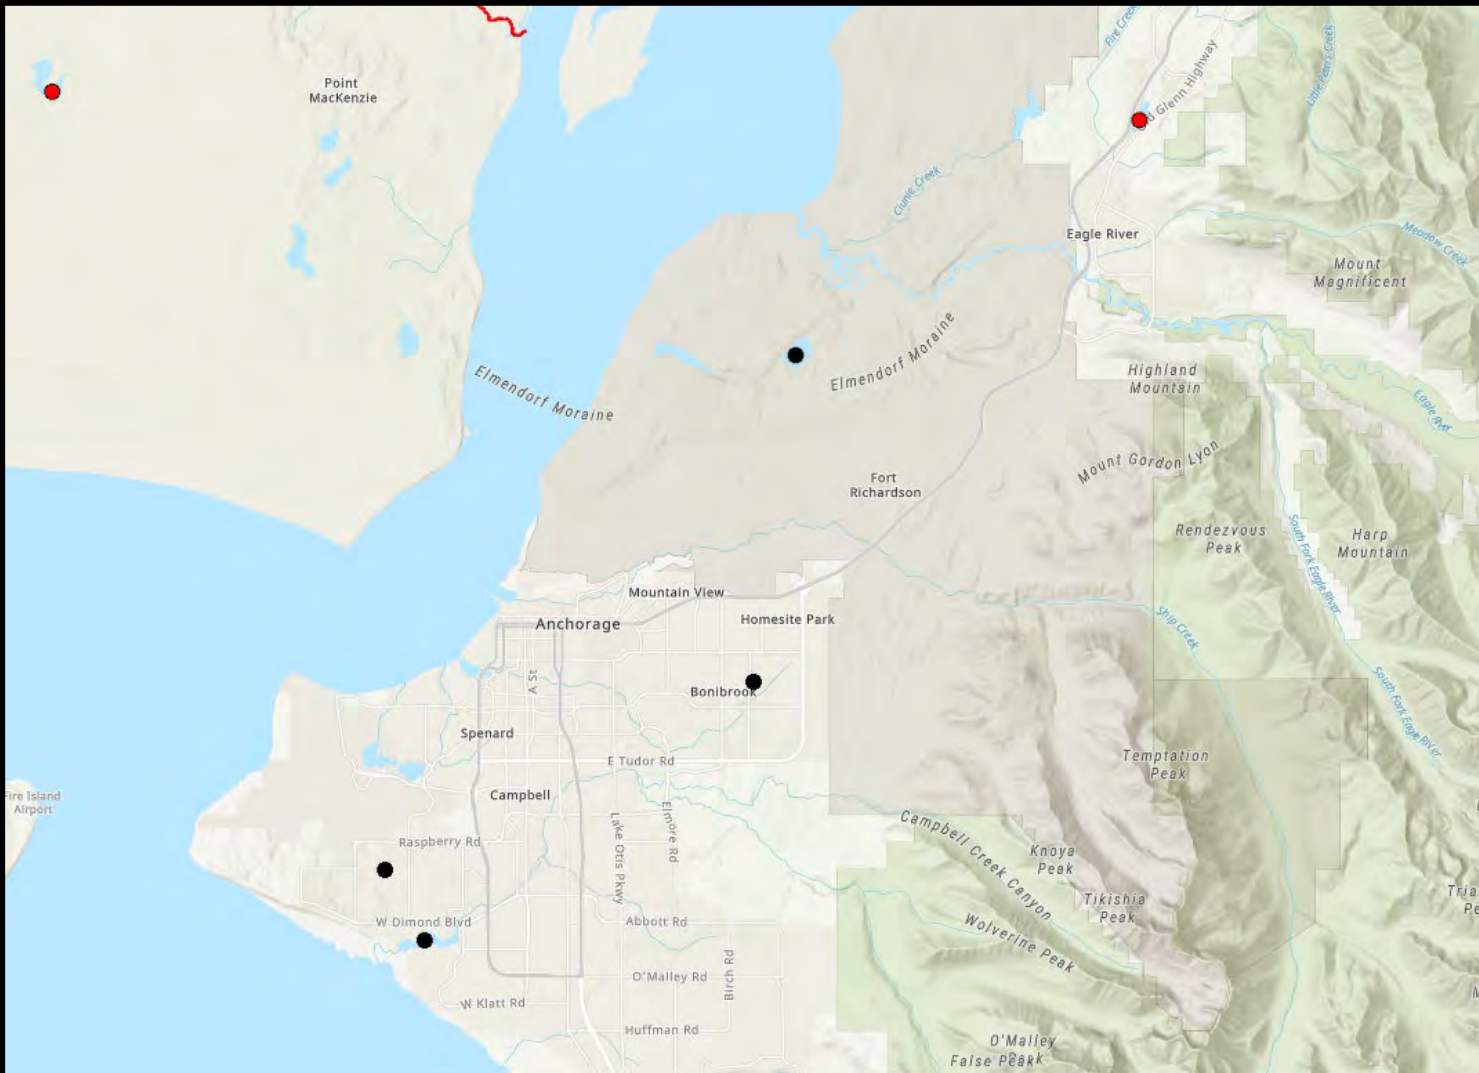 Fire Creek
Little Peters Creek
Point
MacKenzie
d Glenn Highway
Clunie Creek
Eagle River
Meadow Creek
Mount
Magnificent
Elmendorf Moraine
Elmendorf Moraine
Highland
Mountain
Eagle River
Mount Gordon Lyon
Fort
Richardson
Rendezvous
Peak
South Fork Eagle River
Harp
Mountain
Mountain View
Anchorage
Homesite Park
Ship Creek
A St
Bonibrook
South Fork Eagle River
Spenard
E Tudor Rd
Temptation
Peak
Fire Island
Airport
Campbell
Lake Otis Pkwy
Elmore Rd
Raspberry Rd
Campbell Creek Canyon
Knoya
Peak
Tikishia
Peak
W Dimond Blvd
Abbott Rd
Wolverine Peak
O'Malley Rd
Birch Rd
W Klatt Rd
Huffman Rd
O'Malley
Peak
False Peak